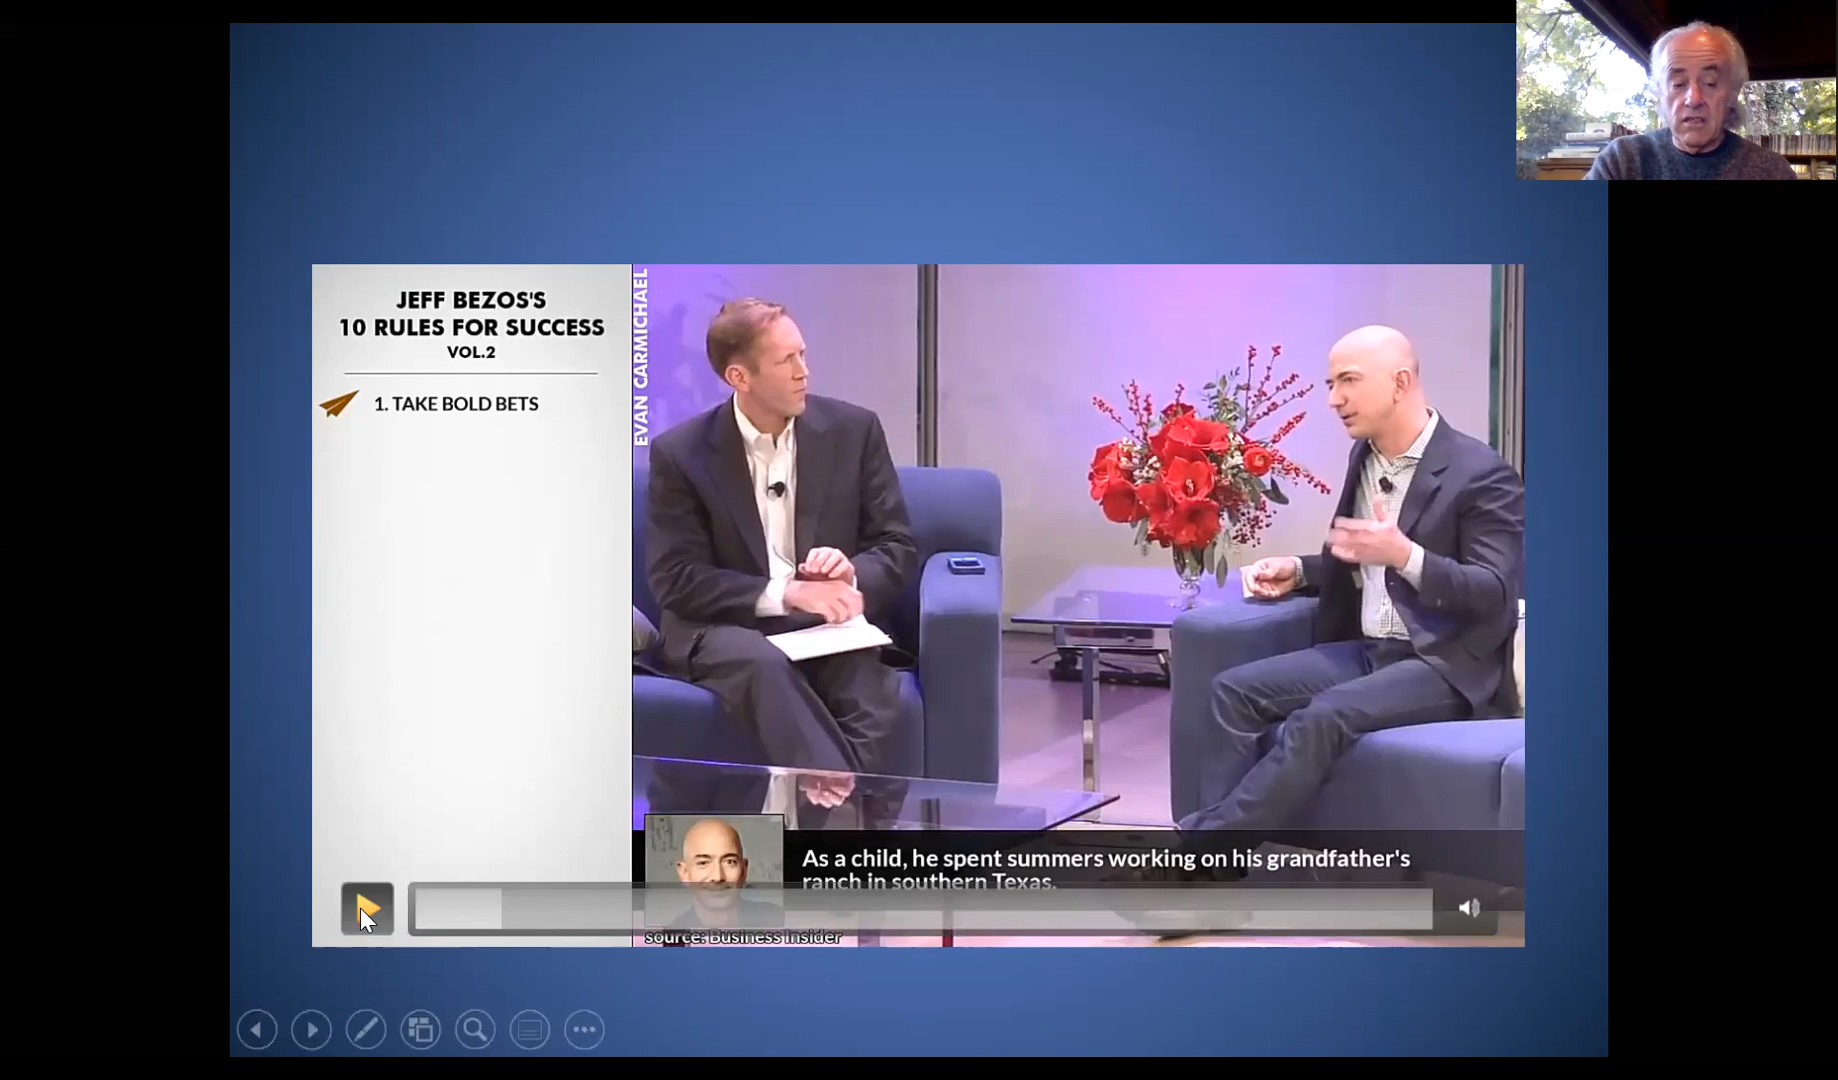 JEFF BEZOS'S
10 RULES FOR SUCCESS
VOL.2
1. TAKE BOLD BETS
EVAN CARMICHAEL
As a child, he spent summers working on his grandfather's
ranch in southern Texas.
source: Business Insider